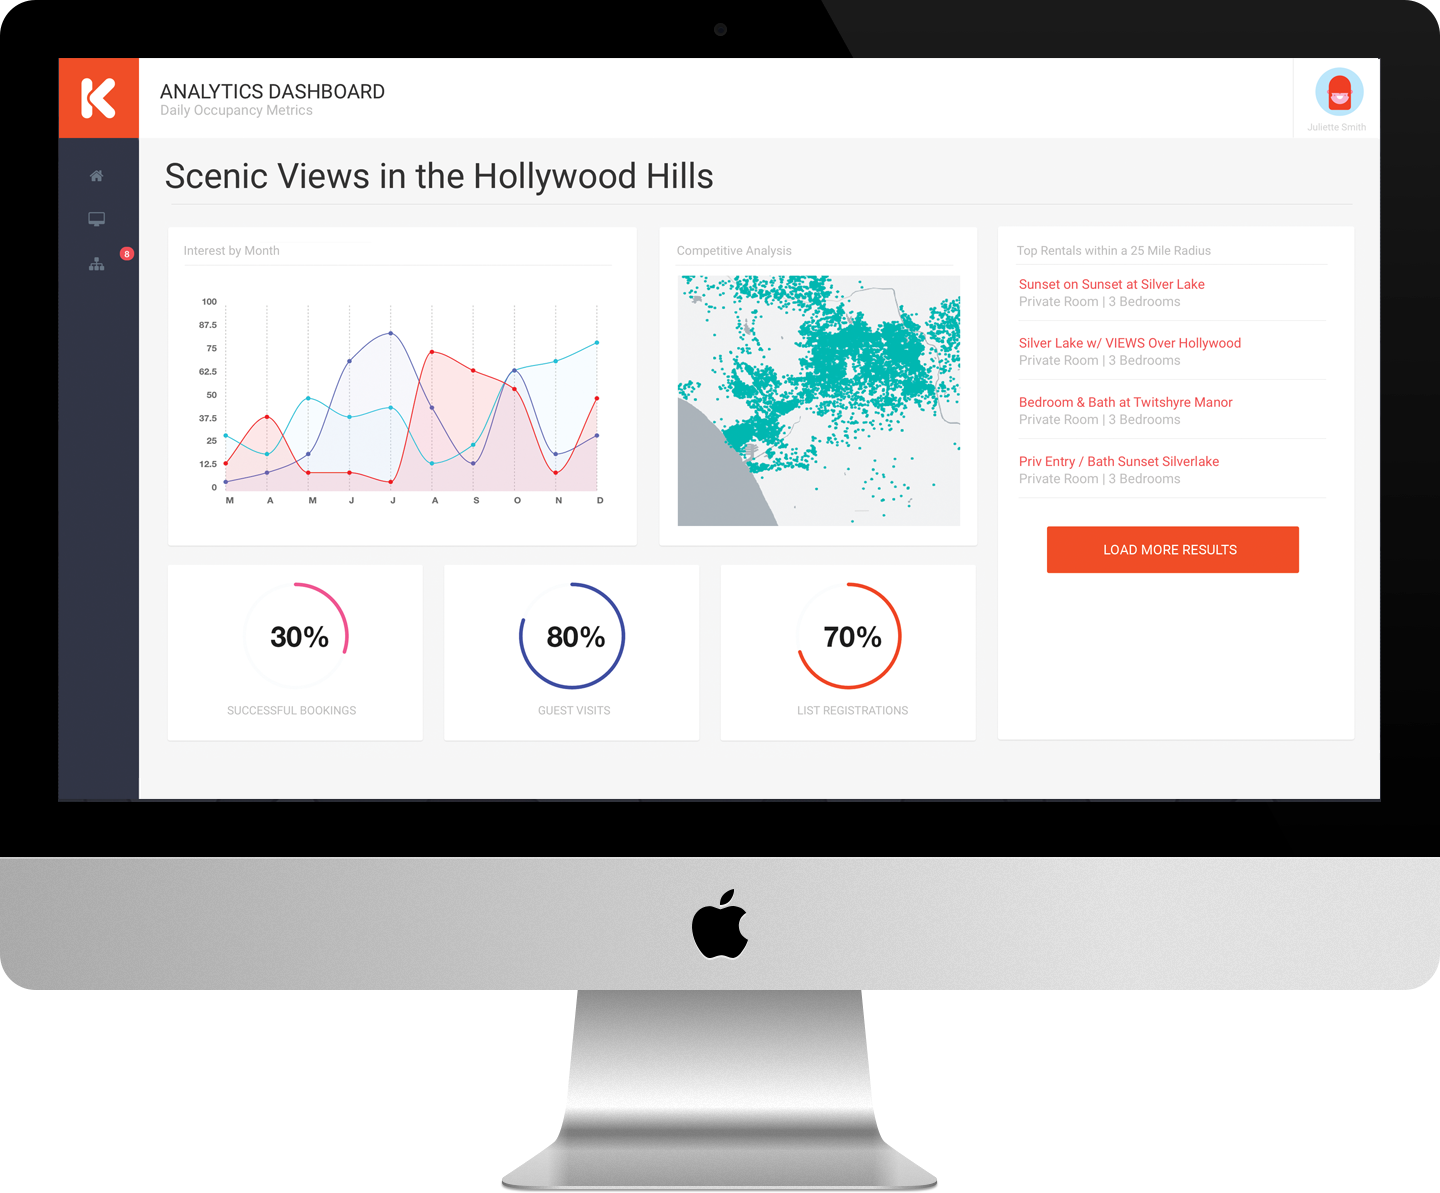 K
ANALYTICS DASHBOARD
Daily Occupancy Metrics
Juliette Smith
8
Scenic Views in the Hollywood Hills
Interest by Month
100
87.5
75
62.5
50
37.5
25
12.5
0
M A M J J A S O N D
Competitive Analysis
Top Rentals within a 25 Mile Radius
Sunset on Sunset at Silver Lake
Private Room | 3 Bedrooms
Silver Lake w/ VIEWS Over Hollywood
Private Room | 3 Bedrooms
Bedroom & Bath at Twitshyre Manor
Private Room | 3 Bedrooms
Priv Entry / Bath Sunset Silverlake
Private Room | 3 Bedrooms
LOAD MORE RESULTS
30%
SUCCESSFUL BOOKINGS
80%
GUEST VISITS
70%
LIST REGISTRATIONS